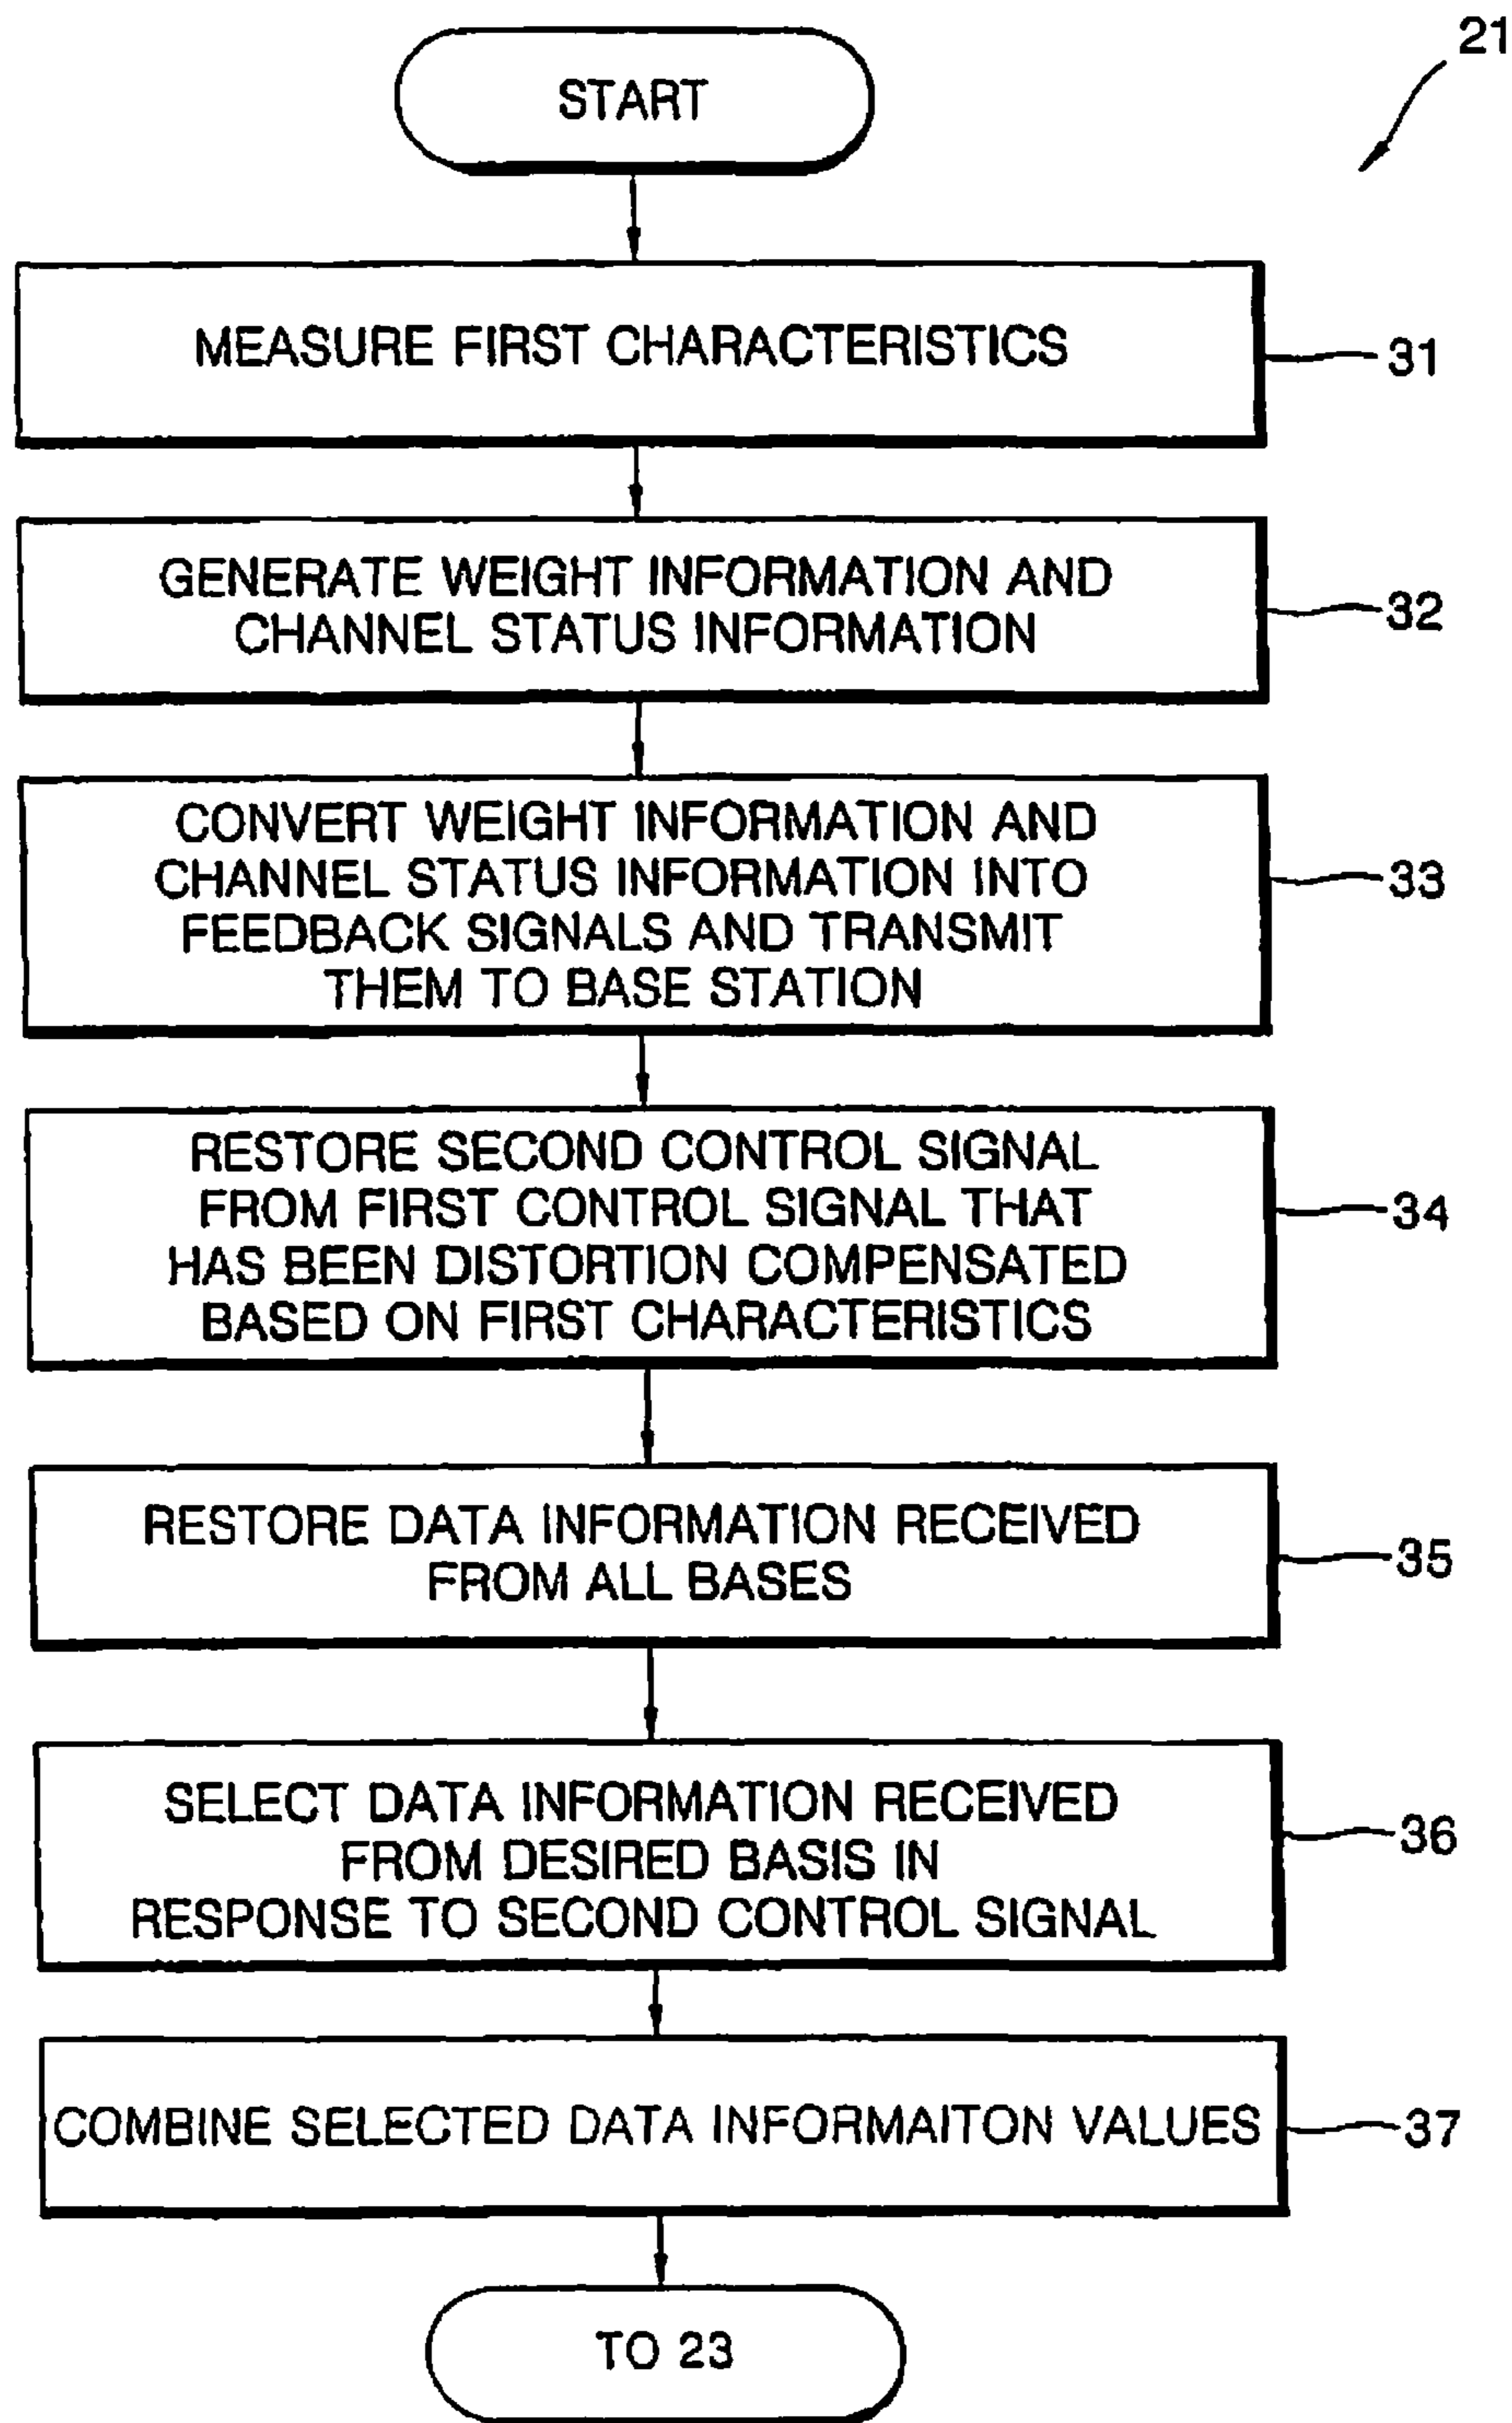 21
START
MEASURE FIRST CHARACTERISTICS
31
GENERATE WEIGHT INFORMATION AND
CHANNEL STATUS INFORMATION
32
CONVERT WEIGHT INFORMATION AND
CHANNEL STATUS INFORMATION INTO
FEEDBACK SIGNALS AND TRANSMIT
THEM TO BASE STATION
33
RESTORE SECOND CONTROL SIGNAL
FROM FIRST CONTROL SIGNAL THAT
HAS BEEN DISTORTION COMPENSATED
BASED ON FIRST CHARACTERISTICS
34
RESTORE DATA INFORMATION RECEIVED
FROM ALL BASES
35
SELECT DATA INFORMATION RECEIVED
FROM DESIRED BASIS IN
RESPONSE TO SECOND CONTROL SIGNAL
36
COMBINE SELECTED DATA INFORMAITON VALUES
37
TO 23